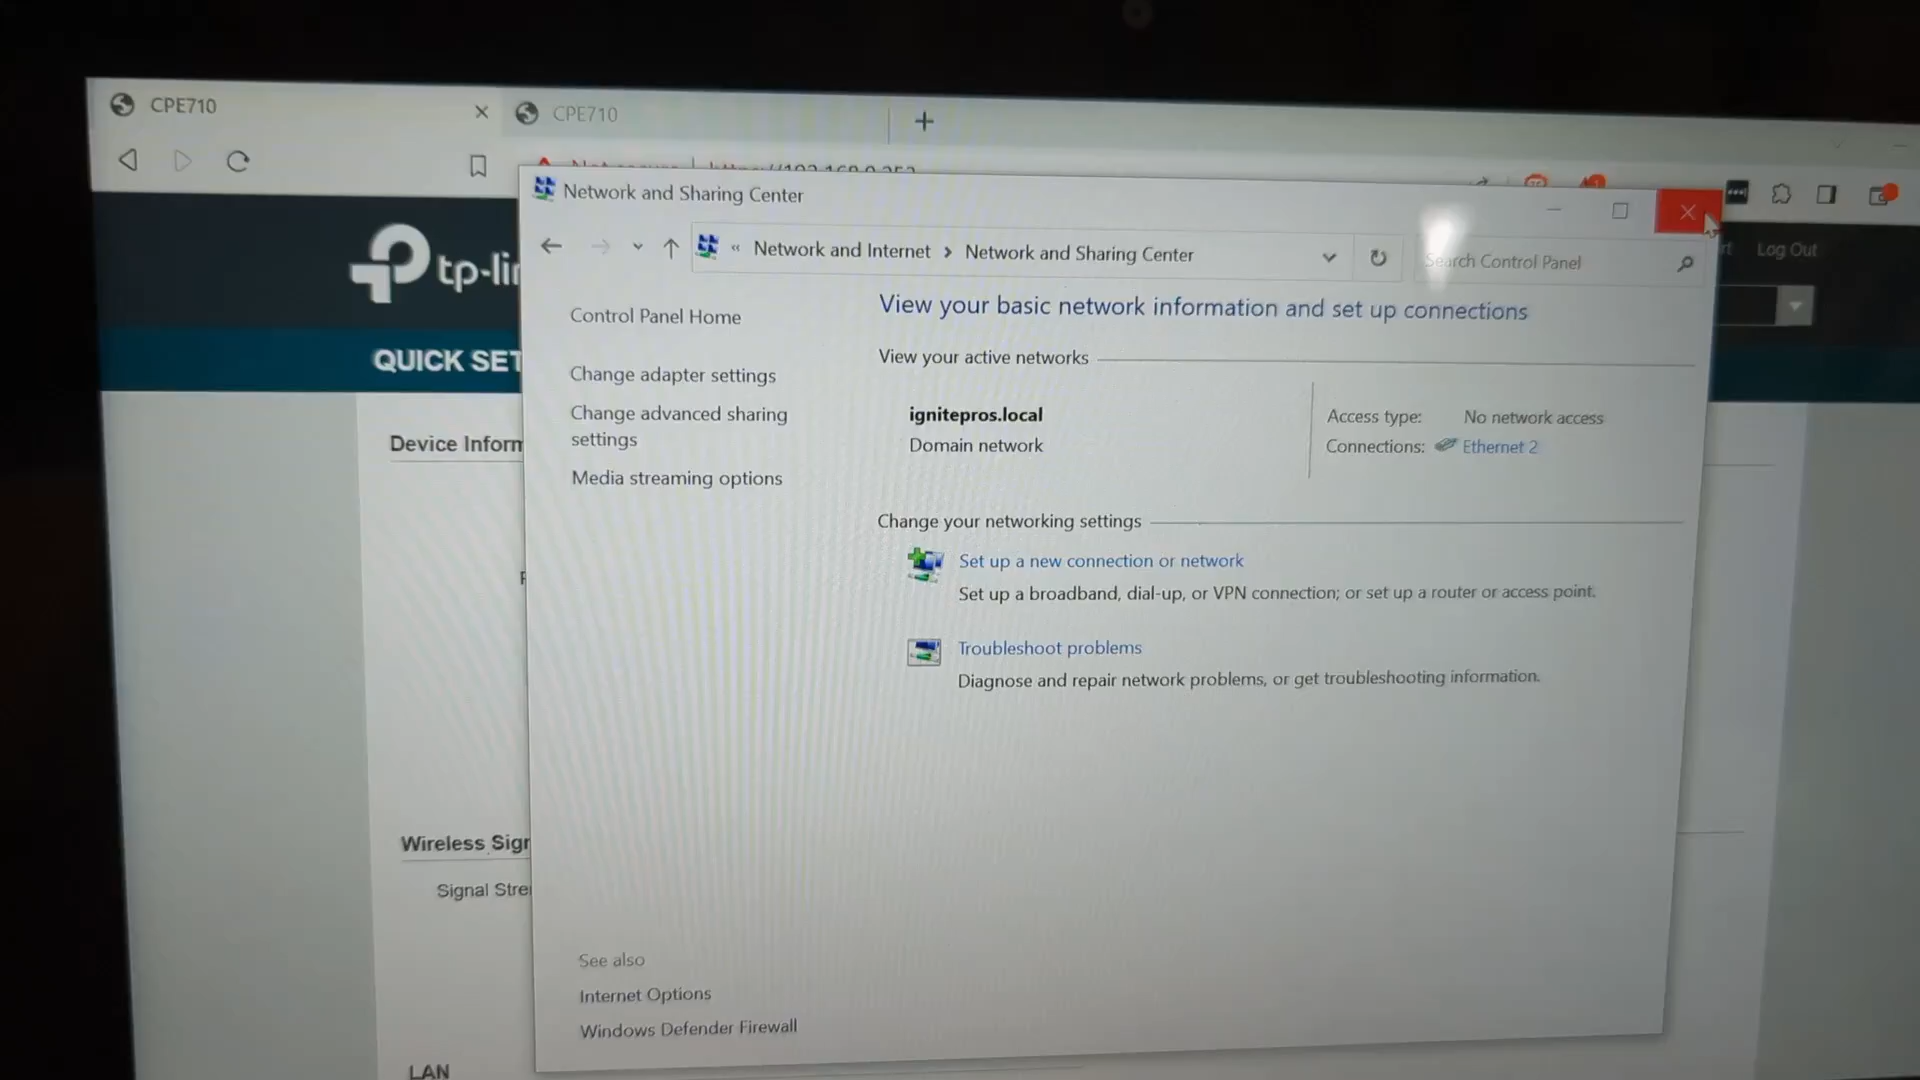 CPE710
CPE710
Network and Sharing Center
Network and Internet > Network and Sharing Center
Search Control Panel
Log Out
tp-lin
QUICK SET
Control Panel Home
Change adapter settings
Change advanced sharing
settings
Media streaming options
View your basic network information and set up connections
View your active networks
ignitepros.local
Domain network
Access type: No network access
Connections: Ethernet 2
Change your networking settings
Set up a new connection or network
Set up a broadband, dial-up, or VPN connection; or set up a router or access point.
Troubleshoot problems
Diagnose and repair network problems, or get troubleshooting information.
Device Inform
Wireless Sign
Signal Stre
LAN
See also
Internet Options
Windows Defender Firewall